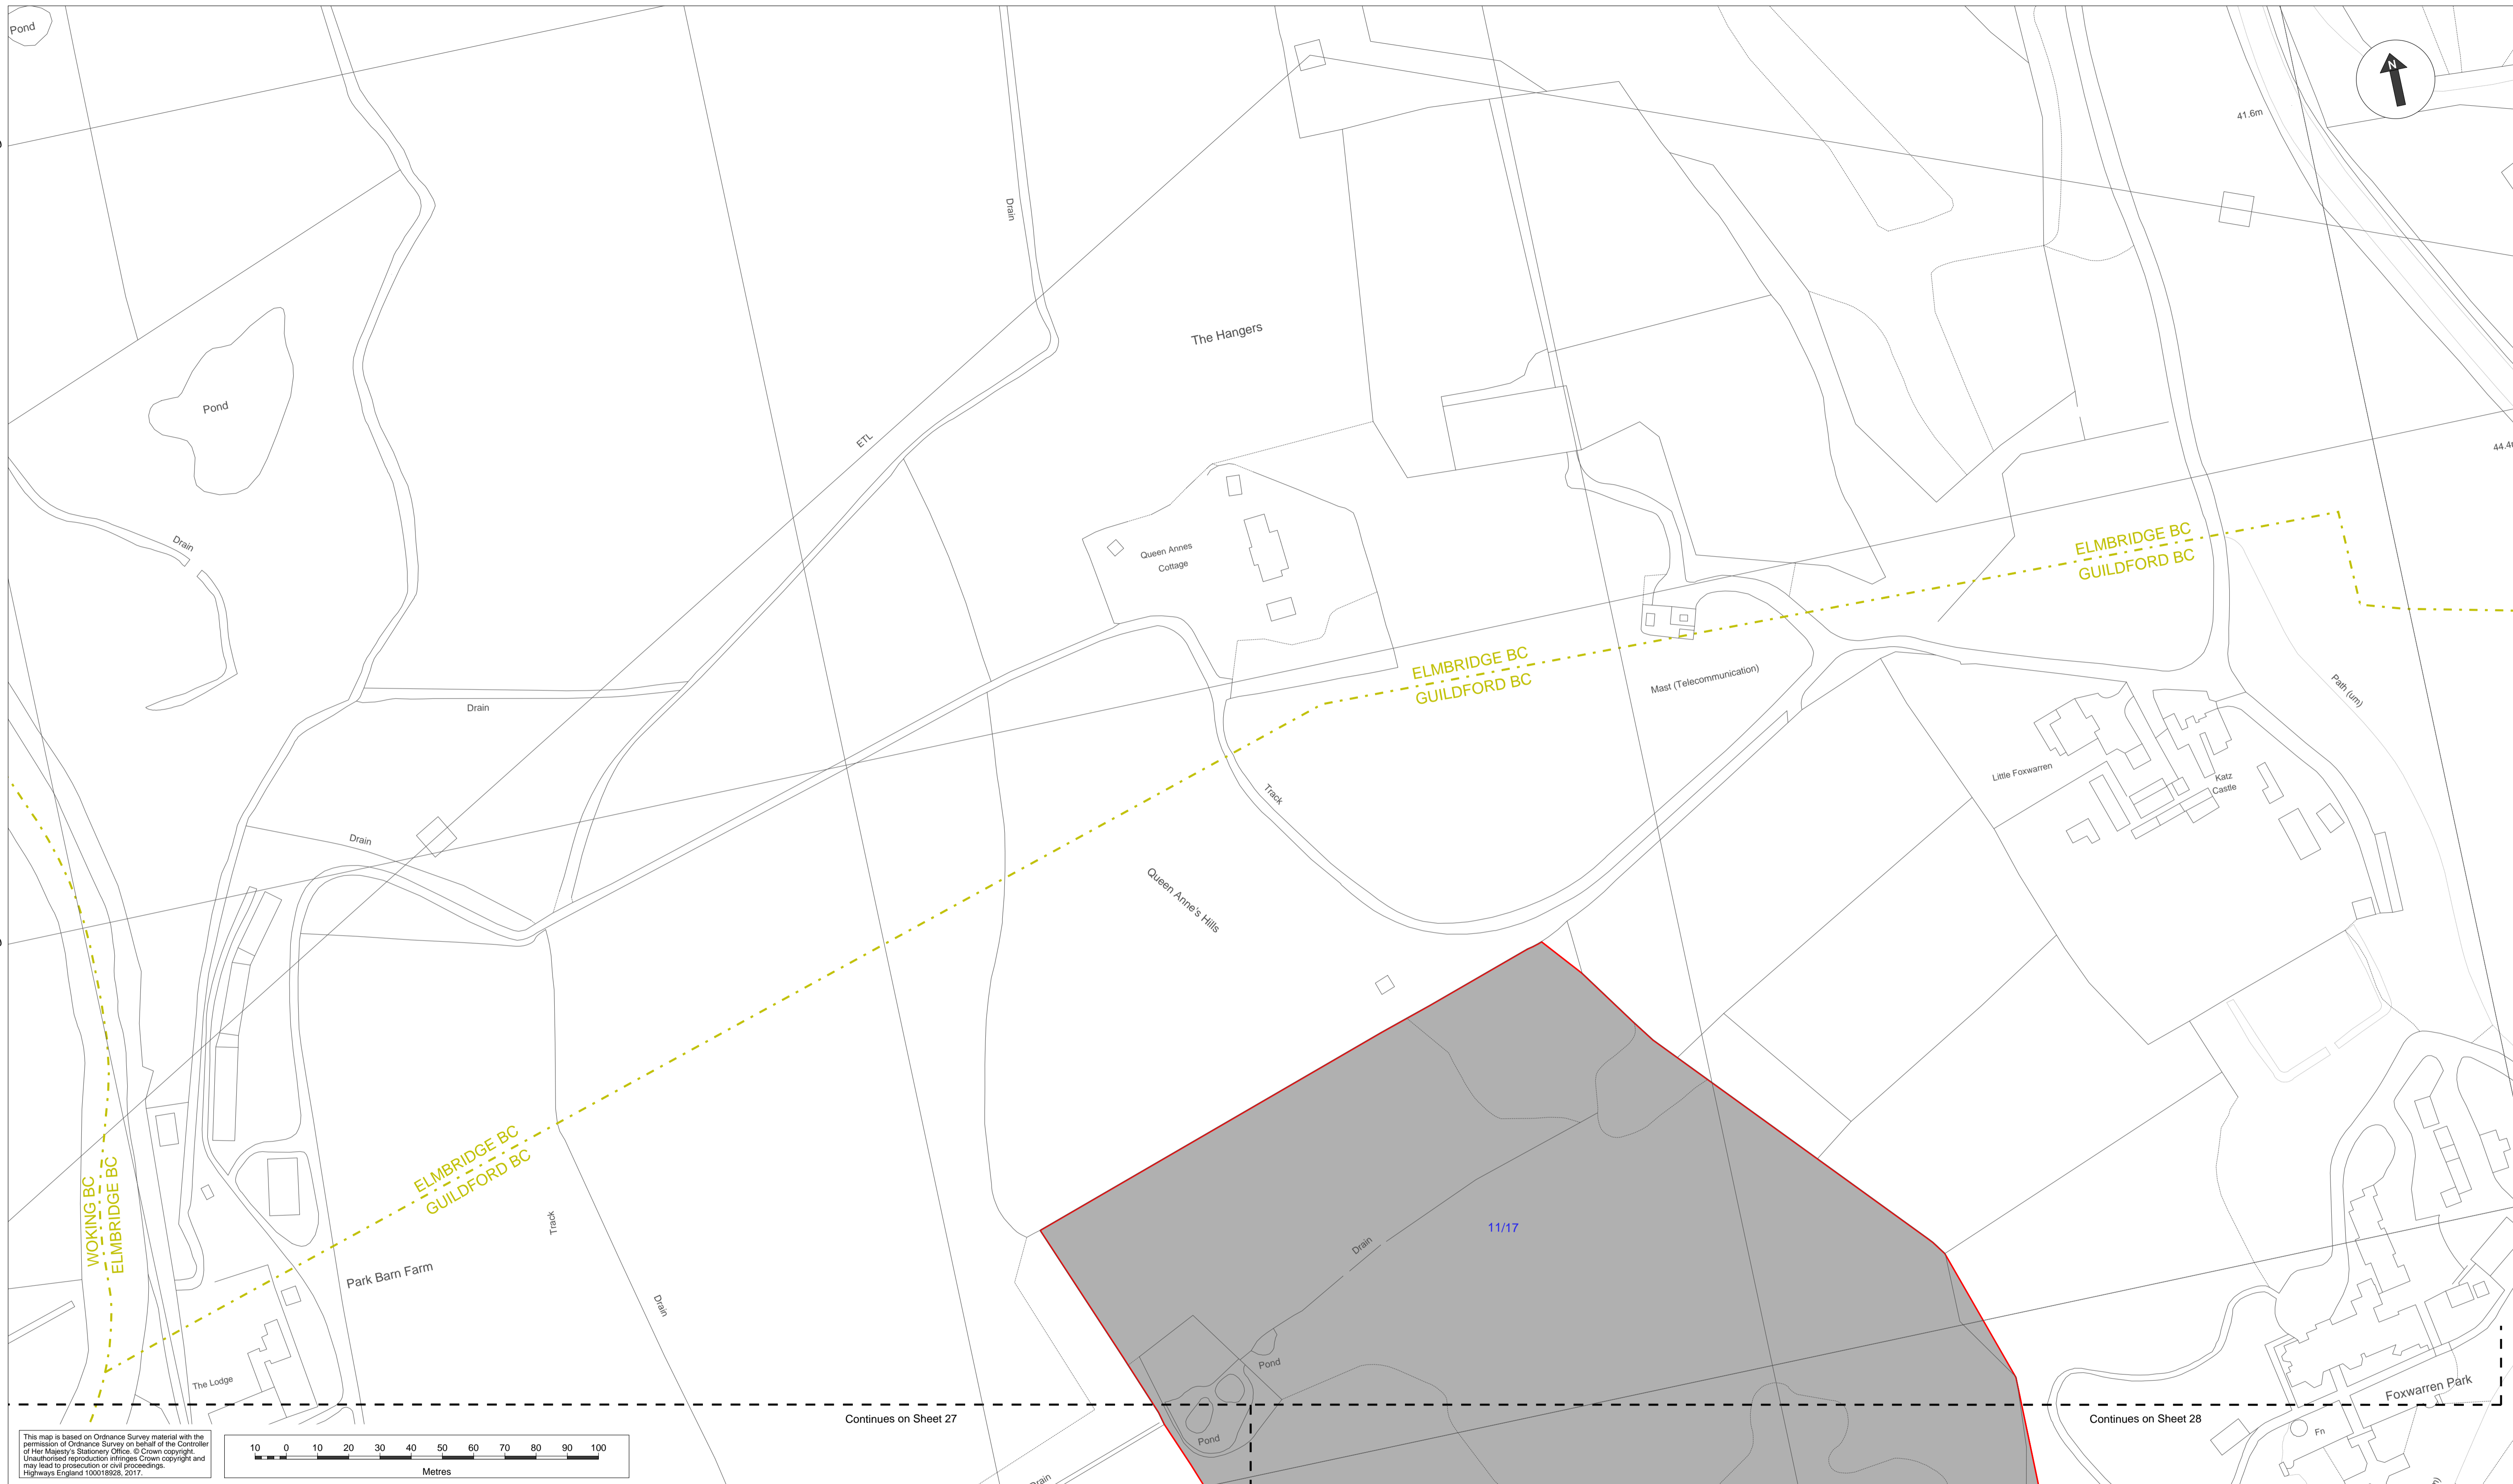 Pond
N
41.6m
Drain
The Hangers
Pond
ETL
Drain
Queen Annes
Cottage
ELMBRIDGE BC
GUILDFORD BC
ELMBRIDGE BC
GUILDFORD BC
Mast (Telecommunication)
Path (um)
Drain
Little Foxwarren
Katz
Castle
Track
Drain
Queen Anne's Hills
ELMBRIDGE BC
GUILDFORD BC
WOKING BC
ELMBRIDGE BC
Track
11/17
Drain
Park Barn Farm
Drain
Pond
The Lodge
Foxwarren Park
Continues on Sheet 27
Continues on Sheet 28
Fn
Pond
This map is based on Ordnance Survey material with the
permission of Ordnance Survey on behalf of the Controller
of Her Majesty's Stationery Office. © Crown copyright.
Unauthorised reproduction infringes Crown copyright and
may lead to prosecution or civil proceedings.
Highways England 100018928, 2017.
10 0 10 20 30 40 50 60 70 80 90 100
Metres